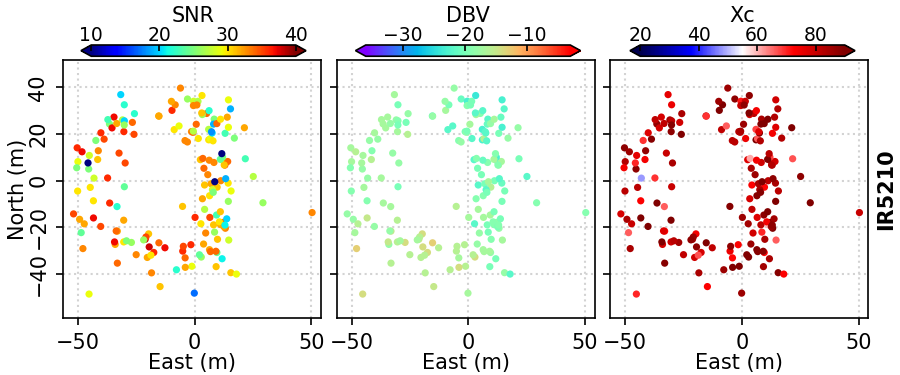 SNR DBV Xc
10 20 30 40 −30 −20 −10 20 40 60 80
40
20
0
−20
−40
North (m)
IR5210
−50 0 50 −50 0 50 −50 0 50
East (m) East (m) East (m)